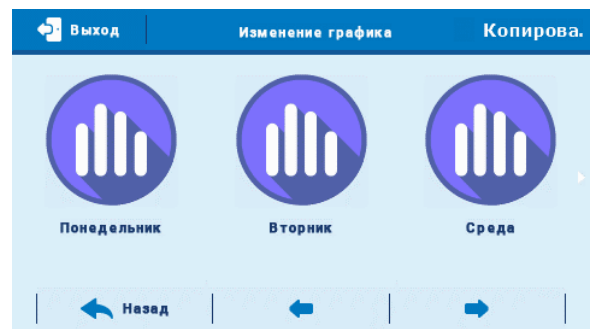 Выход
Изменение графика
Копирова.
Понедельник
Вторник
Среда
Назад